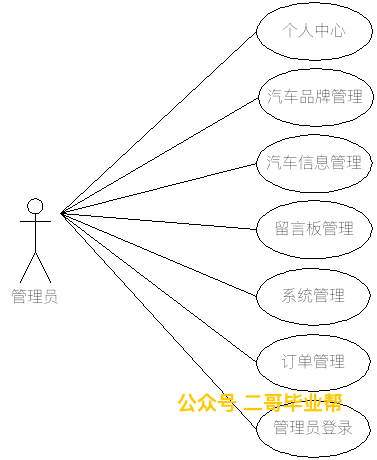 个人中心
汽车品牌管理
汽车信息管理
留言板管理
管理员
系统管理
订单管理
公众号 二哥毕业帮
管理员登录